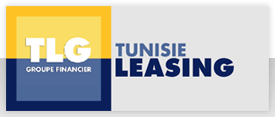 TLG
GROUPE FINANCIER
TUNISIE
LEASING